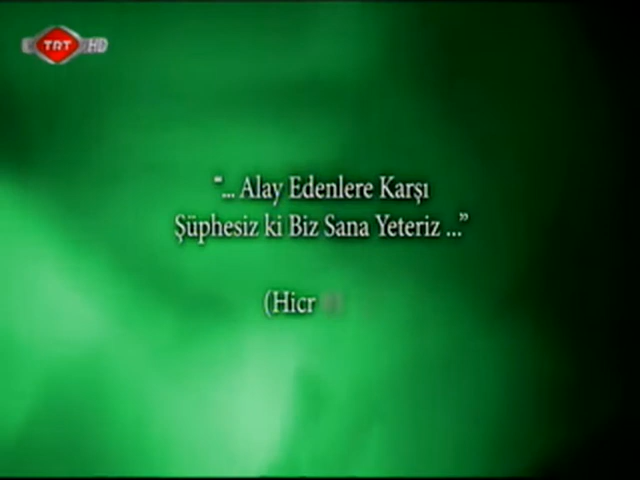 TRT HD
“... Alay Edenlere Karşı
Şüphesiz ki Biz Sana Yeteriz ...”
(Hicr